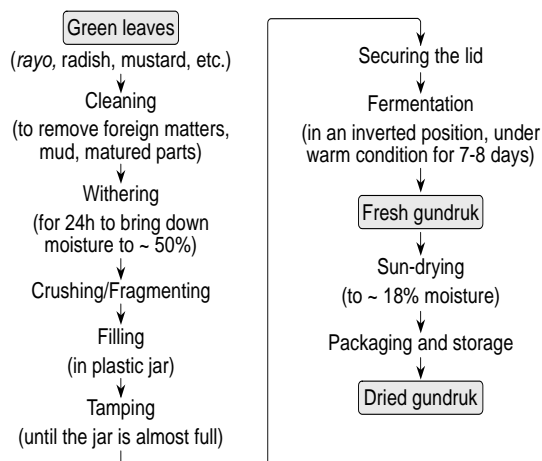 Green leaves
(rayo, radish, mustard, etc.)
Cleaning
(to remove foreign matters,
mud, matured parts)
Withering
(for 24h to bring down
moisture to ~ 50%)
Crushing/Fragmenting
Filling
(in plastic jar)
Tamping
(until the jar is almost full)
Securing the lid
Fermentation
(in an inverted position, under
warm condition for 7-8 days)
Fresh gundruk
Sun-drying
(to ~ 18% moisture)
Packaging and storage
Dried gundruk